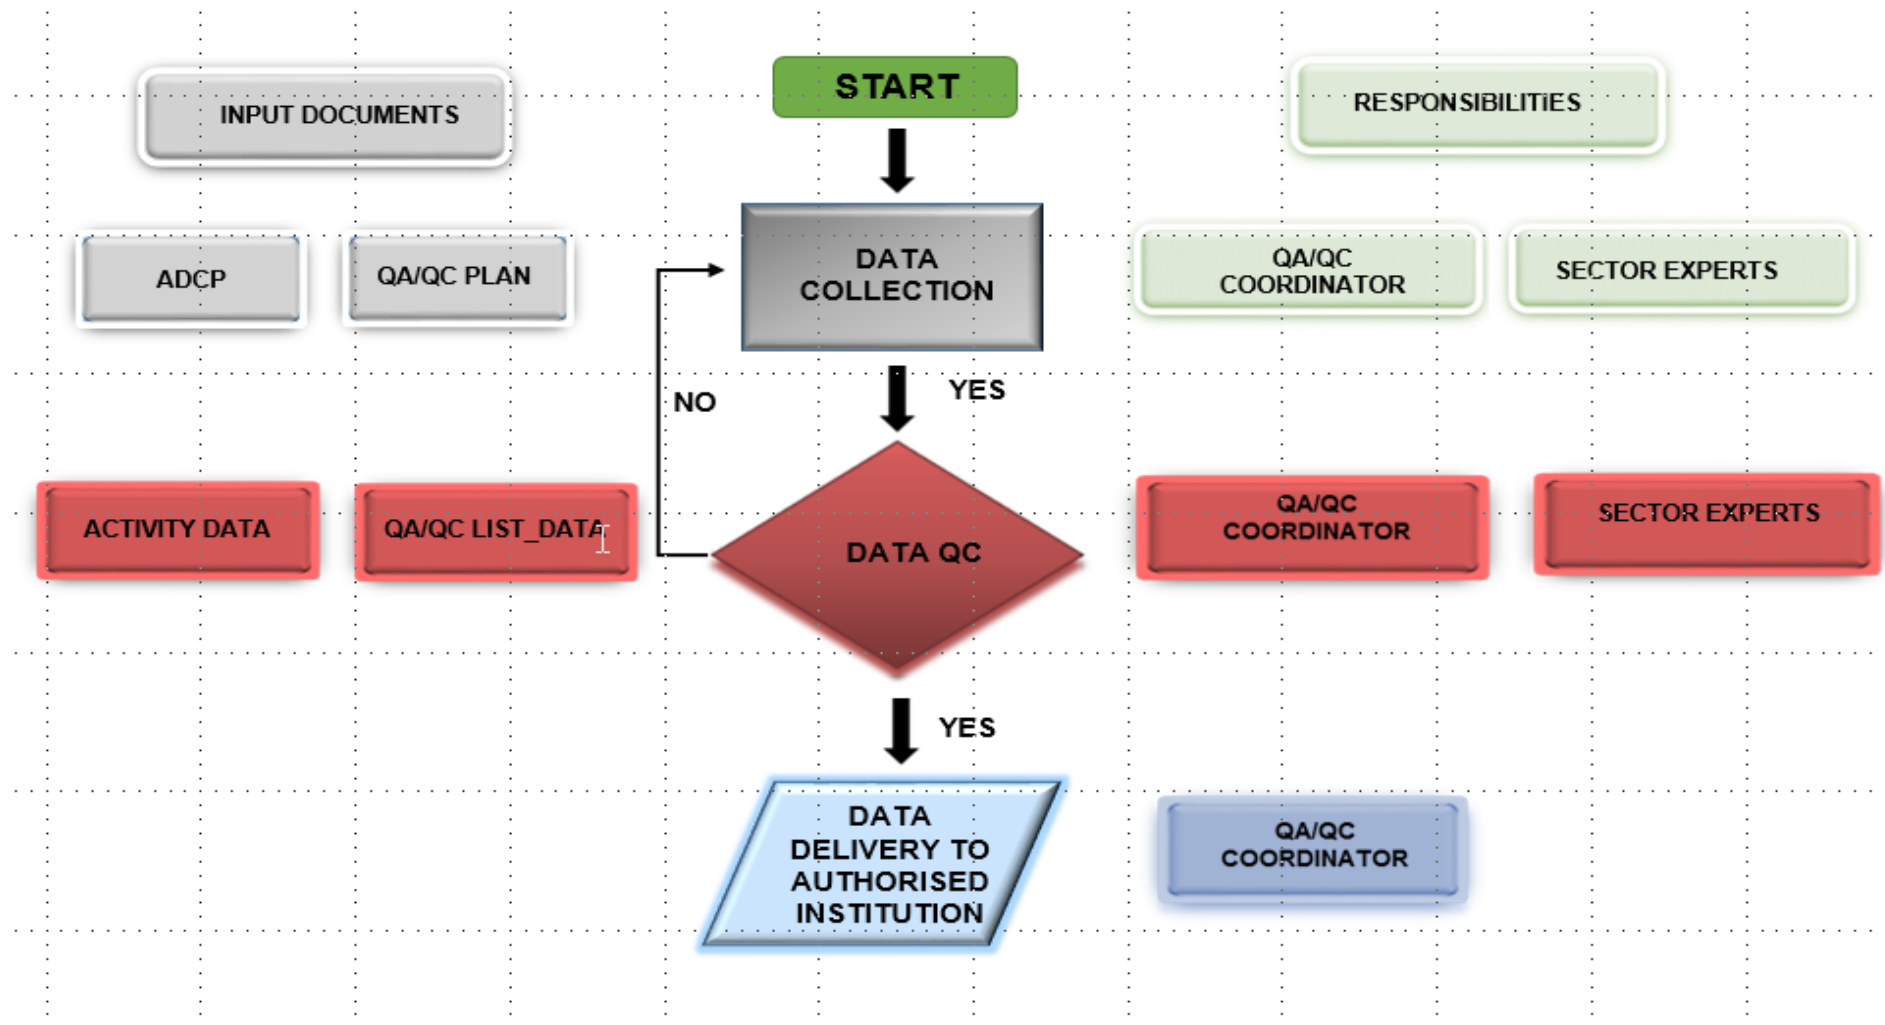 INPUT DOCUMENTS
START
RESPONSIBILITIES
ADCP
QA/QC PLAN
DATA
COLLECTION
QA/QC
COORDINATOR
SECTOR EXPERTS
NO
YES
ACTIVITY DATA
QA/QC LIST_DATA
DATA QC
QA/QC
COORDINATOR
SECTOR EXPERTS
YES
DATA
DELIVERY TO
AUTHORISED
INSTITUTION
QA/QC
COORDINATOR